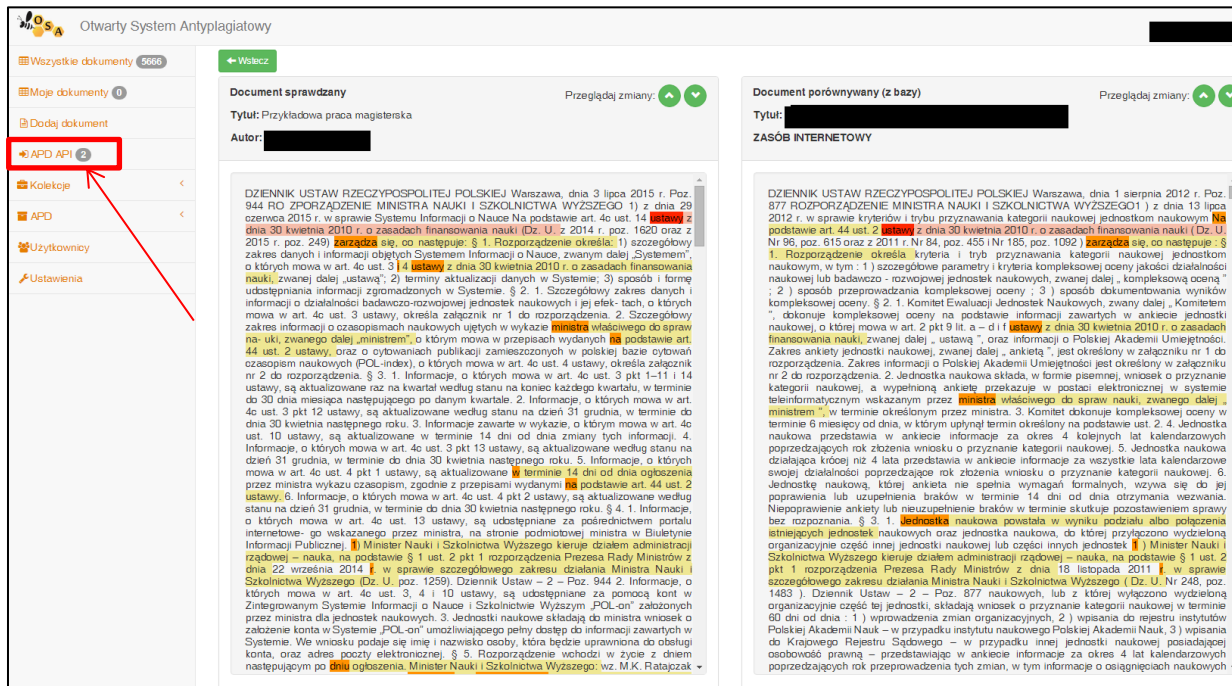 OSA
Otwarty System Antyplagiatowy
Wszystkie dokumenty 5666
Moje dokumenty 0
Dodaj dokument
APD API 2
Kolekcje
APD
Użytkownicy
Ustawienia
Wstecz
Document sprawdzany
Przeglądaj zmiany:
Tytuł: Przykładowa praca magisterska
Autor:
DZIENNIK USTAW RZECZYPOSPOLITEJ POLSKIEJ Warszawa, dnia 3 lipca 2015 r. Poz.
944 RO ZPORZĄDZENIE MINISTRA NAUKI I SZKOLNICTWA WYŻSZEGO 1) z dnia 29
czerwca 2015 r. w sprawie Systemu Informacji o Nauce Na podstawie art. 4c ust. 14 ustawy z
dnia 30 kwietnia 2010 r. o zasadach finansowania nauki (Dz. U. z 2014 r. poz. 1620 oraz z
2015 r. poz. 249) zarządza się, co następuje: § 1. Rozporządzenie określa: 1) szczegółowy
zakres danych i informacji objętych Systemem Informacji o Nauce, zwanym dalej „Systemem”,
o których mowa w art. 4c ust. 3 i 4 ustawy z dnia 30 kwietnia 2010 r. o zasadach finansowania
nauki, zwanej dalej „ustawą”; 2) terminy aktualizacji danych w Systemie; 3) sposób i formę
udostępniania informacji zgromadzonych w Systemie. § 2. 1. Szczegółowy zakres danych i
informacji o działalności badawczo-rozwojowej jednostek naukowych i jej efek- tach, o których
mowa w art. 4c ust. 3 ustawy, określa załącznik nr 1 do rozporządzenia. 2. Szczegółowy
zakres informacji o czasopismach naukowych ujętych w wykazie ministra właściwego do spraw
na- uki, zwanego dalej „ministrem”, o którym mowa w przepisach wydanych na podstawie art.
44 ust. 2 ustawy, oraz o cytowaniach publikacji zamieszczonych w polskiej bazie cytowań
czasopism naukowych (POL-index), o których mowa w art. 4c ust. 4 ustawy, określa załącznik
nr 2 do rozporządzenia. § 3. 1. Informacje, o których mowa w art. 4c ust. 3 pkt 1–11 i 14
ustawy, są aktualizowane raz na kwartał według stanu na koniec każdego kwartału, w terminie
do 30 dnia miesiąca następującego po danym kwartale. 2. Informacje, o których mowa w art.
4c ust. 3 pkt 12 ustawy, są aktualizowane według stanu na dzień 31 grudnia, w terminie do
dnia 30 kwietnia następnego roku. 3. Informacje zawarte w wykazie, o którym mowa w art. 4c
ust. 10 ustawy, są aktualizowane w terminie 14 dni od dnia zmiany tych informacji. 4.
Informacje, o których mowa w art. 4c ust. 3 pkt 13 ustawy, są aktualizowane według stanu na
dzień 31 grudnia, w terminie do dnia 30 kwietnia następnego roku. 5. Informacje, o których
mowa w art. 4c ust. 4 pkt 1 ustawy, są aktualizowane w terminie 14 dni od dnia ogłoszenia
przez ministra wykazu czasopism, zgodnie z przepisami wydanymi na podstawie art. 44 ust. 2
ustawy. 6. Informacje, o których mowa w art. 4c ust. 4 pkt 2 ustawy, są aktualizowane według
stanu na dzień 31 grudnia, w terminie do dnia 30 kwietnia następnego roku. § 4. 1. Informacje,
o których mowa w art. 4c ust. 13 ustawy, są udostępniane za pośrednictwem portalu
internetowe- go wskazanego przez ministra, na stronie podmiotowej ministra w Biuletynie
Informacji Publicznej. 1) Minister Nauki i Szkolnictwa Wyższego kieruje działem administracji
rządowej – nauka, na podstawie § 1 ust. 2 pkt 1 rozporządzenia Prezesa Rady Ministrów z
dnia 22 września 2014 r. w sprawie szczegółowego zakresu działania Ministra Nauki i
Szkolnictwa Wyższego (Dz. U. poz. 1259). Dziennik Ustaw – 2 – Poz. 944 2. Informacje, o
których mowa w art. 4c ust. 3, 4 i 10 ustawy, są udostępniane za pomocą kont w
Zintegrowanym Systemie Informacji o Nauce i Szkolnictwie Wyższym „POL-on” założonych
przez ministra dla jednostek naukowych. 3. Jednostki naukowe składają do ministra wniosek o
założenie konta w Systemie „POL-on” umożliwiającego pełny dostęp do informacji zawartych w
Systemie. We wniosku podaje się imię i nazwisko osoby, która będzie uprawniona do obsługi
konta, oraz adres poczty elektronicznej. § 5. Rozporządzenie wchodzi w życie z dniem
następującym po dniu ogłoszenia. Minister Nauki i Szkolnictwa Wyższego: wz. M.K. Ratajczak
Document porównywany (z bazy)
Przeglądaj zmiany:
Tytuł:
ZASÓB INTERNETOWY
DZIENNIK USTAW RZECZYPOSPOLITEJ POLSKIEJ Warszawa, dnia 1 sierpnia 2012 r. Poz.
877 ROZPORZĄDZENIE MINISTRA NAUKI I SZKOLNICTWA WYŻSZEGO1 ) z dnia 13 lipca
2012 r. w sprawie kryteriów i trybu przyznawania kategorii naukowej jednostkom naukowym Na
podstawie art. 44 ust. 2 ustawy z dnia 30 kwietnia 2010 r. o zasadach finansowania nauki ( Dz. U.
Nr 96, poz. 615 oraz z 2011 r. Nr 84, poz. 455 i Nr 185, poz. 1092 ) zarządza się, co następuje : §
1. Rozporządzenie określa kryteria i tryb przyznawania kategorii naukowej jednostkom
naukowym, w tym : 1 ) szczegółowe parametry i kryteria kompleksowej oceny jakości działalności
naukowej lub badawczo - rozwojowej jednostek naukowych, zwanej dalej „ kompleksową oceną ”
; 2 ) sposób przeprowadzania kompleksowej oceny ; 3 ) sposób dokumentowania wyników
kompleksowej oceny. § 2. 1. Komitet Ewaluacji Jednostek Naukowych, zwany dalej „ Komitetem
”, dokonuje kompleksowej oceny na podstawie informacji zawartych w ankiecie jednostki
naukowej, o której mowa w art. 2 pkt 9 lit. a – d i f ustawy z dnia 30 kwietnia 2010 r. o zasadach
finansowania nauki, zwanej dalej „ ustawą ”, oraz informacji o Polskiej Akademii Umiejętności.
Zakres ankiety jednostki naukowej, zwanej dalej „ ankietą ”, jest określony w załączniku nr 1 do
rozporządzenia. Zakres informacji o Polskiej Akademii Umiejętności jest określony w załączniku
nr 2 do rozporządzenia. 2. Jednostka naukowa składa, w formie pisemnej, wniosek o przyznanie
kategorii naukowej, a wypełnioną ankietę przekazuje w postaci elektronicznej w systemie
teleinformatycznym wskazanym przez ministra właściwego do spraw nauki, zwanego dalej „
ministrem ”, w terminie określonym przez ministra. 3. Komitet dokonuje kompleksowej oceny w
terminie 6 miesięcy od dnia, w którym upłynął termin określony na podstawie ust. 2. 4. Jednostka
naukowa przedstawia w ankiecie informacje za okres 4 kolejnych lat kalendarzowych
poprzedzających rok złożenia wniosku o przyznanie kategorii naukowej. 5. Jednostka naukowa
działająca krócej niż 4 lata przedstawia w ankiecie informacje za wszystkie lata kalendarzowe
swojej działalności poprzedzające rok złożenia wniosku o przyznanie kategorii naukowej. 6.
Jednostkę naukową, której ankieta nie spełnia wymagań formalnych, wzywa się do jej
poprawienia lub uzupełnienia braków w terminie 14 dni od dnia otrzymania wezwania.
Niepoprawienie ankiety lub nieuzupełnienie braków w terminie skutkuje pozostawieniem sprawy
bez rozpoznania. § 3. 1. Jednostka naukowa powstała w wyniku podziału albo połączenia
istniejących jednostek naukowych oraz jednostka naukowa, do której przyłączono wydzieloną
organizacyjnie część innej jednostki naukowej lub części innych jednostek 1 ) Minister Nauki i
Szkolnictwa Wyższego kieruje działem administracji rządowej – nauka, na podstawie § 1 ust. 2
pkt 1 rozporządzenia Prezesa Rady Ministrów z dnia 18 listopada 2011 r. w sprawie
szczegółowego zakresu działania Ministra Nauki i Szkolnictwa Wyższego ( Dz. U. Nr 248, poz.
1483 ). Dziennik Ustaw – 2 – Poz. 877 naukowych, lub z której wyłączono wydzieloną
organizacyjnie część tej jednostki, składają wniosek o przyznanie kategorii naukowej w terminie
60 dni od dnia : 1 ) wprowadzenia zmian organizacyjnych, 2 ) wpisania do rejestru instytutów
Polskiej Akademii Nauk – w przypadku instytutu naukowego Polskiej Akademii Nauk, 3 ) wpisania
do Krajowego Rejestru Sądowego – w przypadku innej jednostki naukowej posiadającej
osobowość prawną – przedstawiając w ankiecie informacje za okres 4 lat kalendarzowych
poprzedzających rok przeprowadzenia tych zmian, w tym informacje o osiągnięciach naukowych